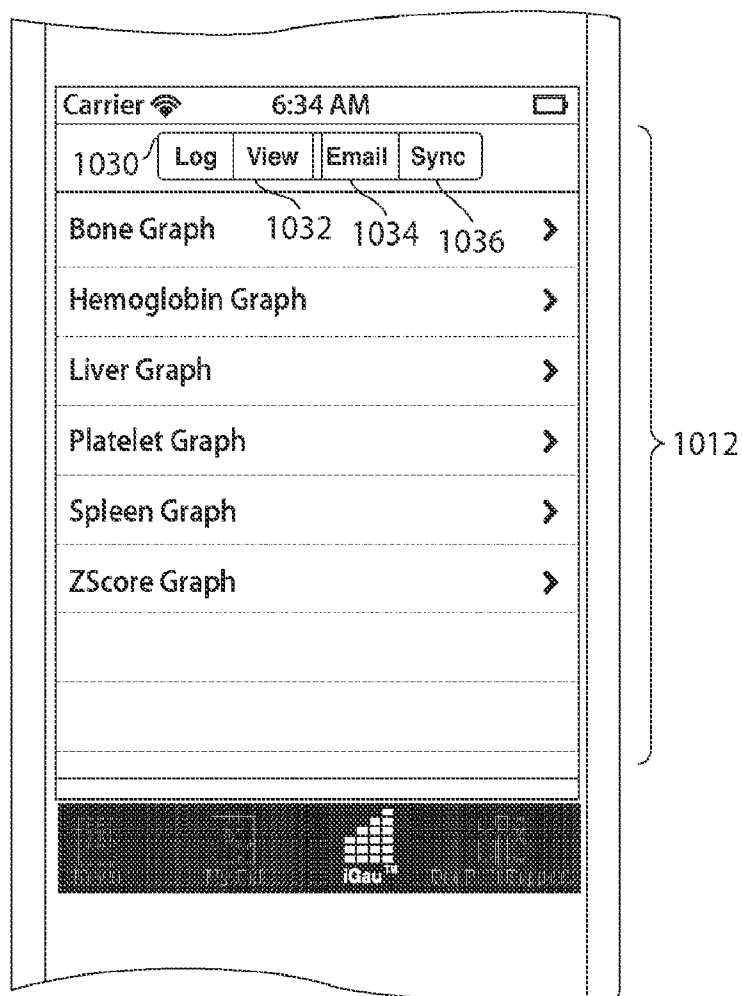 Carrier 6:34 AM
1030 Log View Email Sync
1032 1034 1036
Bone Graph
Hemoglobin Graph
Liver Graph
Platelet Graph
1012
Spleen Graph
ZScore Graph
iGau™